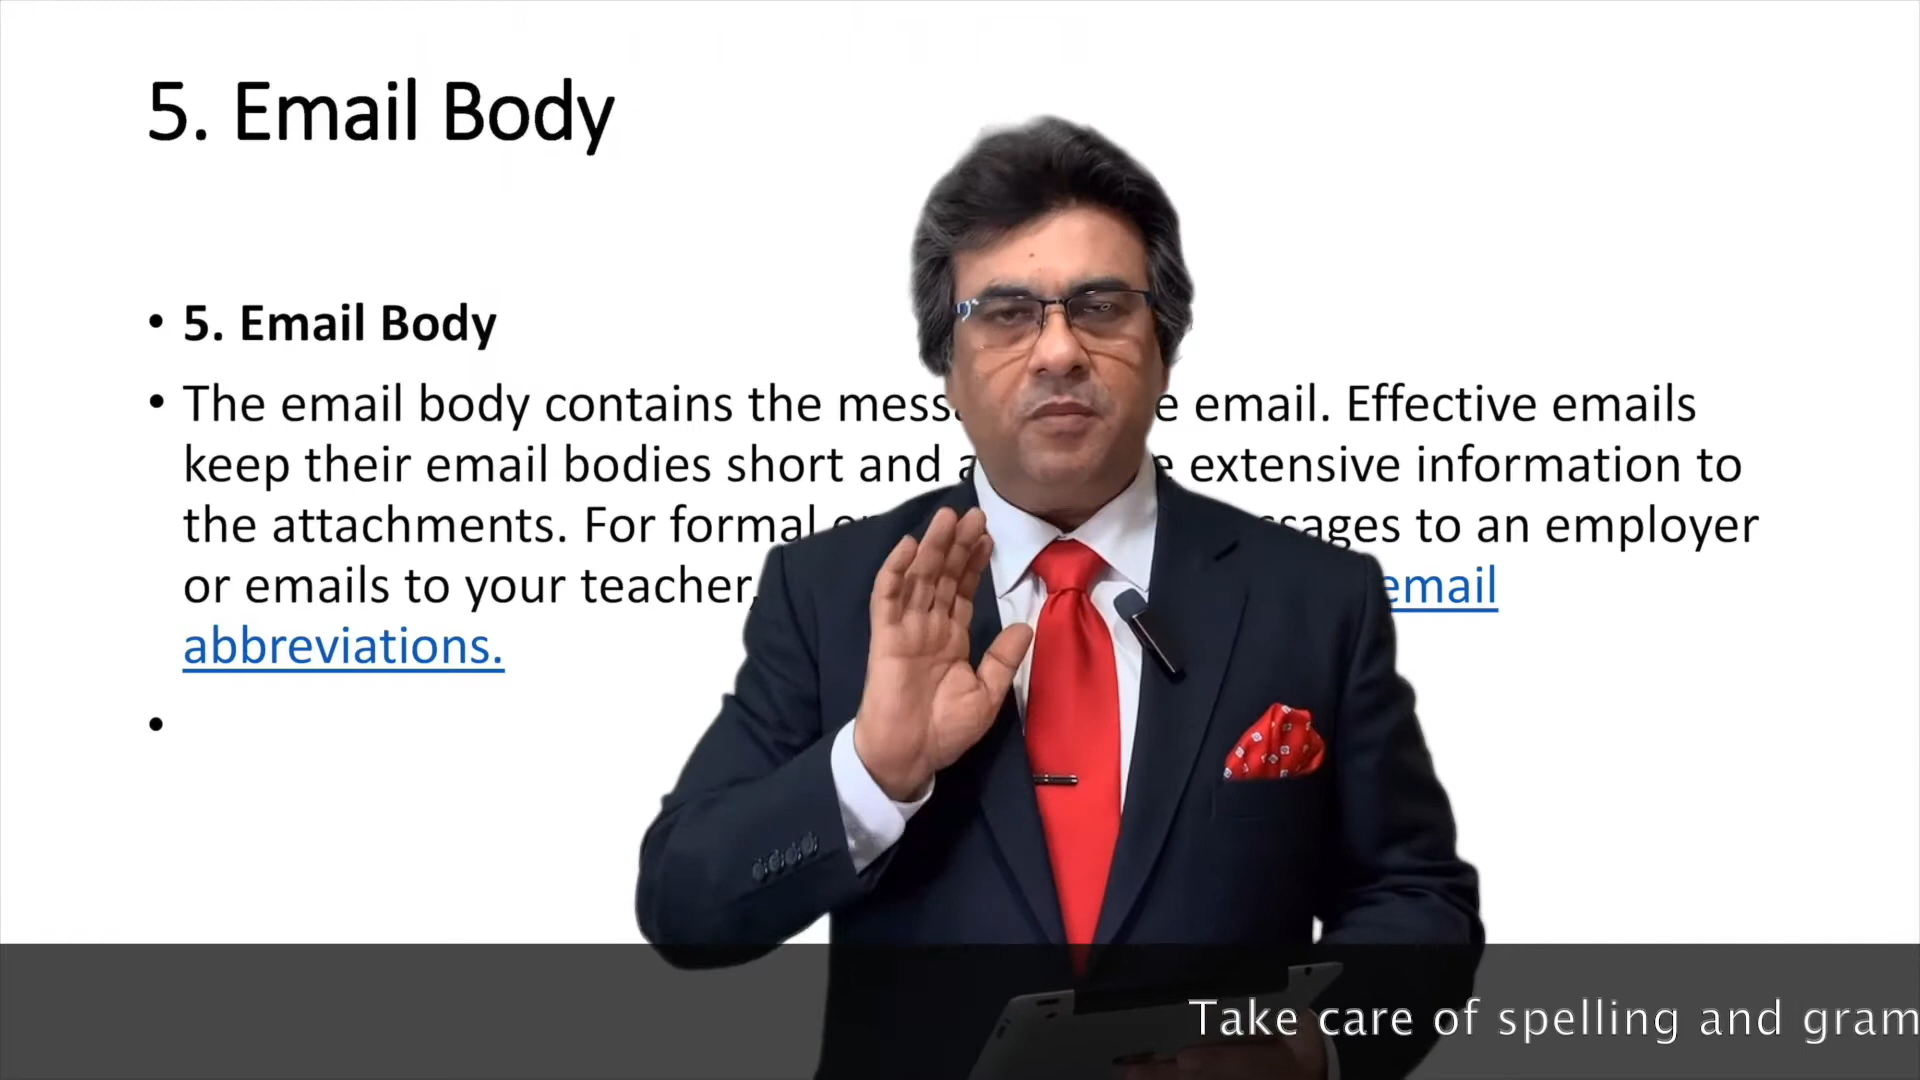 5. Email Body
• 5. Email Body
• The email body contains the email. Effective emails
keep their email bodies short and extensive information to
the attachments. For formal to an employer
or emails to your teacher, email
abbreviations.
•
Take care of spelling and gram